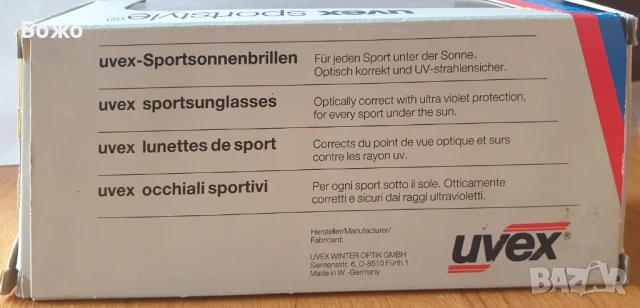 Божо
uvex sportstyle®
uvex-Sportsonnenbrillen
Für jeden Sport unter der Sonne.
Optisch korrekt und UV-strahlensicher.
uvex sportsunglasses
Optically correct with ultra violet protection,
for every sport under the sun.
uvex lunettes de sport
Corrects du point de vue optique et surs
contre les rayon uv.
uvex occhiali sportivi
Per ogni sport sotto il sole. Otticamente
corretti e sicuri dai raggi ultravioletti.
Hersteller/Manufacturer/
Fabricant:
UVEX WINTER OPTIK GMBH
Siemensstr. 6, D-8510 Fürth 1
Made in W.-Germany
uvex®
BAZAR
bg